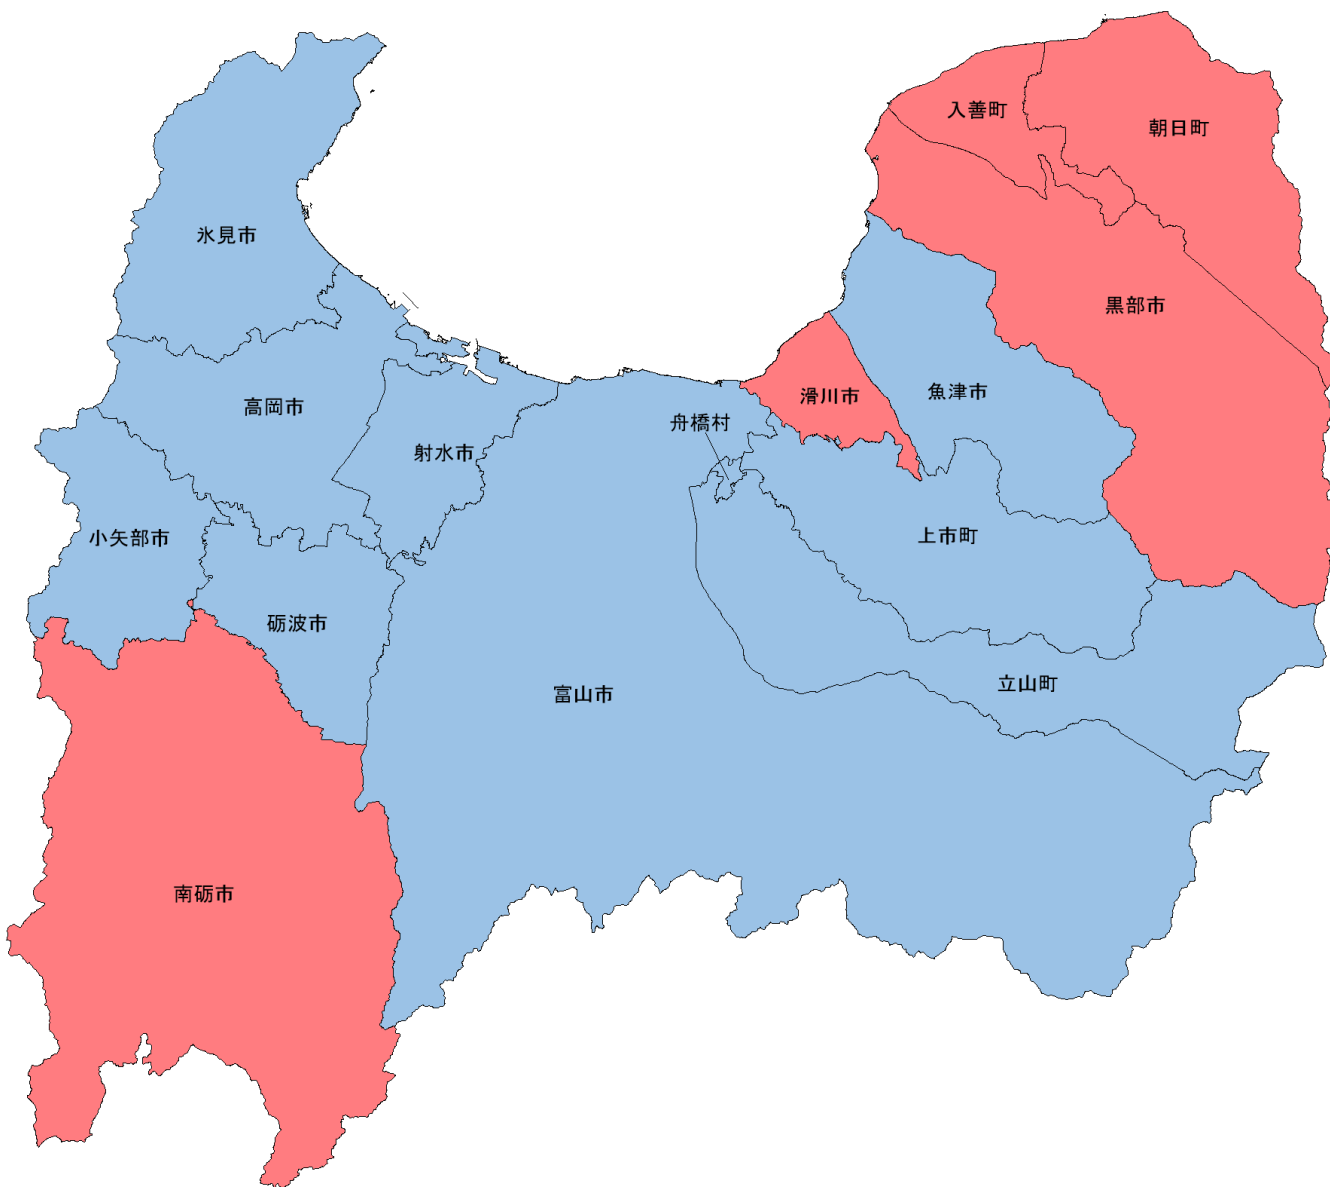 入善町
朝日町
氷見市
黒部市
魚津市
滑川市
高岡市
舟橋村
射水市
上市町
小矢部市
砺波市
立山町
富山市
南砺市